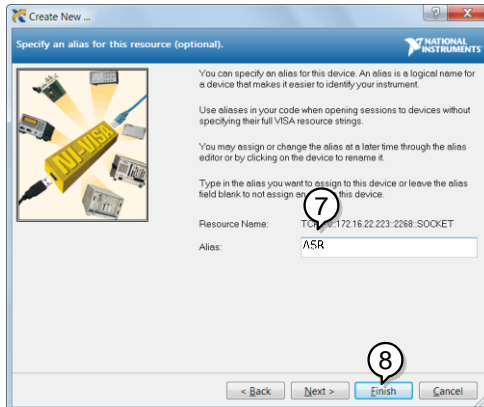 Create New ...
Specify an alias for this resource (optional).
NATIONAL
INSTRUMENTS
You can specify an alias for this device. An alias is a logical name for
a device that makes it easier to identify your instrument.
Use aliases in your code when opening sessions to devices without
specifying their full VISA resource strings.
You may assign or change the alias at a later time through the alias
editor or by clicking on the device to rename it.
Type in the alias you want to assign to this device or leave the alias
field blank to not assign an this device.
NI-VISA
7
Resource Name: 172.16.22.223::2268::SOCKET
Alias: ASR
8
< Back Next > Finish Cancel